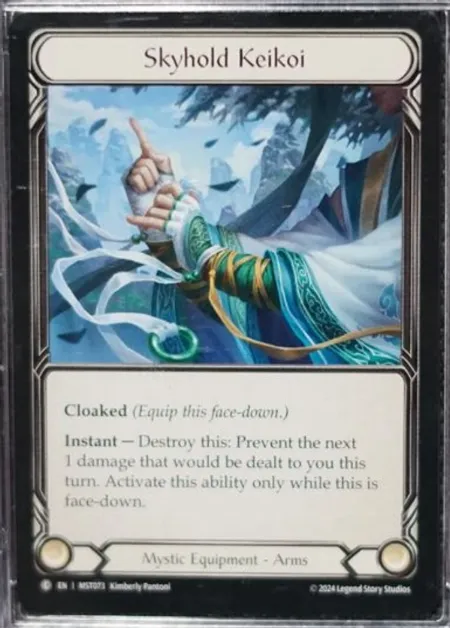 Skyhold Keikoi
Cloaked (Equip this face-down.)
Instant — Destroy this: Prevent the next
1 damage that would be dealt to you this
turn. Activate this ability only while this is
face-down.
Mystic Equipment - Arms
C EN | MST073 Kimberly Pantoni
© 2024 Legend Story Studios